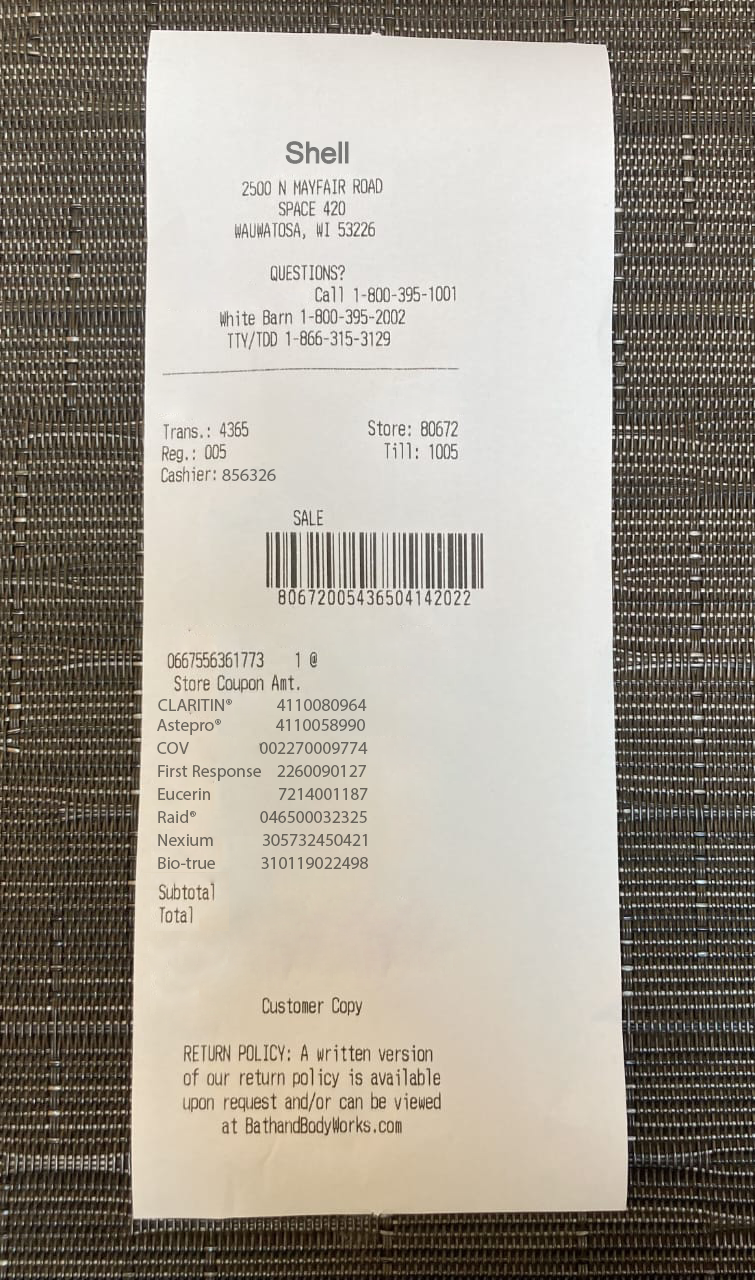 Shell
2500 N MAYFAIR ROAD
SPACE 420
WAUWATOSA, WI 53226
QUESTIONS?
Call 1-800-395-1001
White Barn 1-800-395-2002
TTY/TDD 1-866-315-3129
Trans.: 4365 Store: 80672
Reg.: 005 Till: 1005
Cashier: 856326
SALE
80672005436504142022
0667556361773 1 @
Store Coupon Amt.
CLARITIN® 4110080964
Astepro® 4110058990
COV 002270009774
First Response 2260090127
Eucerin 7214001187
Raid® 046500032325
Nexium 305732450421
Bio-true 310119022498
Subtotal
Total
Customer Copy
RETURN POLICY: A written version
of our return policy is available
upon request and/or can be viewed
at BathandBodyWorks.com